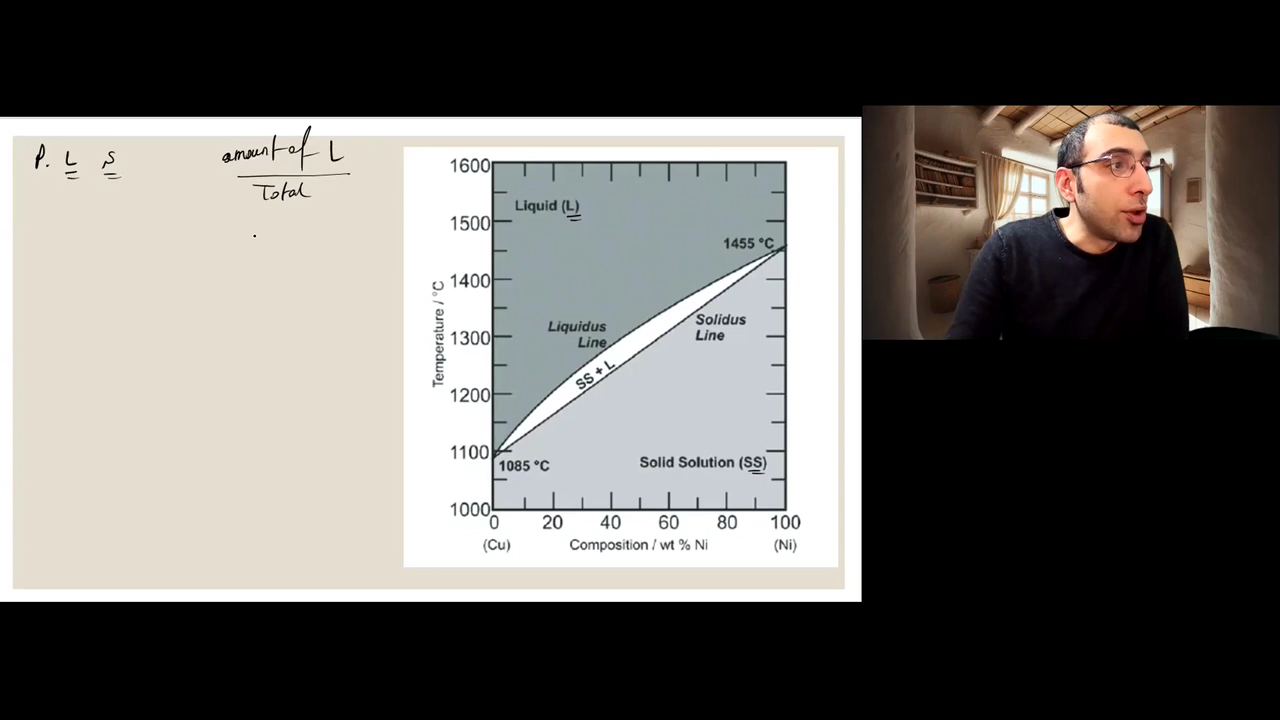 P. L S
amount of L
Total
1600
1500
1400
1300
1200
1100
1000
Temperature / °C
Liquid (L)
1455 °C
Liquidus
Line
Solidus
Line
SS + L
1085 °C
Solid Solution (SS)
0 20 40 60 80 100
(Cu) Composition / wt % Ni (Ni)